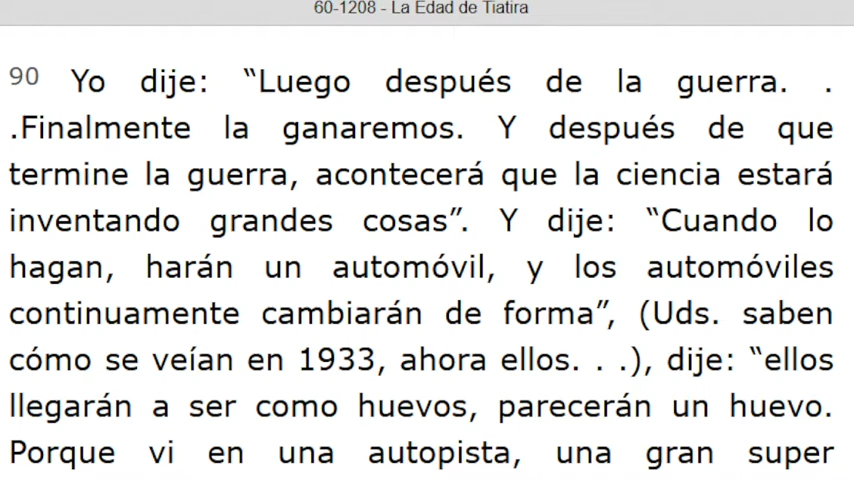 60-1208 - La Edad de Tiatira
90 Yo dije: “Luego después de la guerra. .
.Finalmente la ganaremos. Y después de que
termine la guerra, acontecerá que la ciencia estará
inventando grandes cosas”. Y dije: “Cuando lo
hagan, harán un automóvil, y los automóviles
continuamente cambiarán de forma”, (Uds. saben
cómo se veían en 1933, ahora ellos. . .), dije: “ellos
llegarán a ser como huevos, parecerán un huevo.
Porque vi en una autopista, una gran super